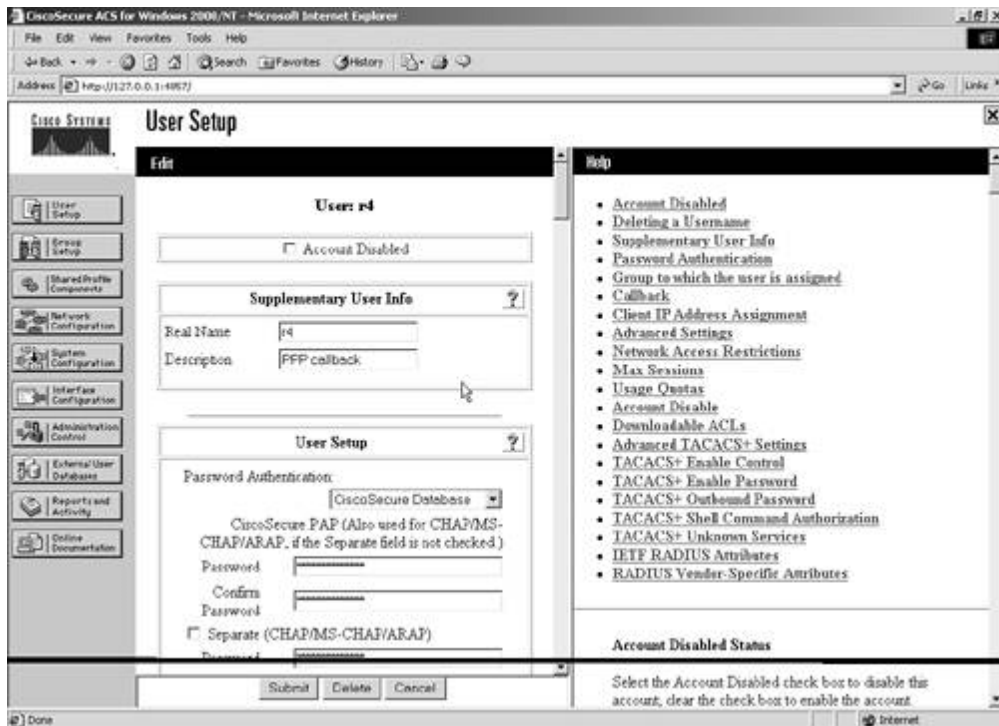 CiscoSecure ACS for Windows 2000/NT - Microsoft Internet Explorer
File Edit View Favorites Tools Help
Back Search Favorites History
Address http://127.0.0.1:4857/ Go Links
CISCO SYSTEMS
User Setup
User Setup
Group Setup
Shared Profile Components
Network Configuration
System Configuration
Interface Configuration
Administration Control
External User Databases
Reports and Activity
Online Documentation
Edit
User: r4
Account Disabled
Supplementary User Info ?
Real Name r4
Description PPP callback
User Setup ?
Password Authentication:
CiscoSecure Database
CiscoSecure PAP (Also used for CHAP/MS-
CHAP/ARAP, if the Separate field is not checked.)
Password
Confirm
Password
Separate (CHAP/MS-CHAP/ARAP)
Password
Submit Delete Cancel
Help
Account Disabled
Deleting a Username
Supplementary User Info
Password Authentication
Group to which the user is assigned
Callback
Client IP Address Assignment
Advanced Settings
Network Access Restrictions
Max Sessions
Usage Quotas
Account Disable
Downloadable ACLs
Advanced TACACS+ Settings
TACACS+ Enable Control
TACACS+ Enable Password
TACACS+ Outbound Password
TACACS+ Shell Command Authorization
TACACS+ Unknown Services
IETF RADIUS Attributes
RADIUS Vendor-Specific Attributes
Account Disabled Status
Select the Account Disabled check box to disable this
account, clear the check box to enable the account.
Done
Internet